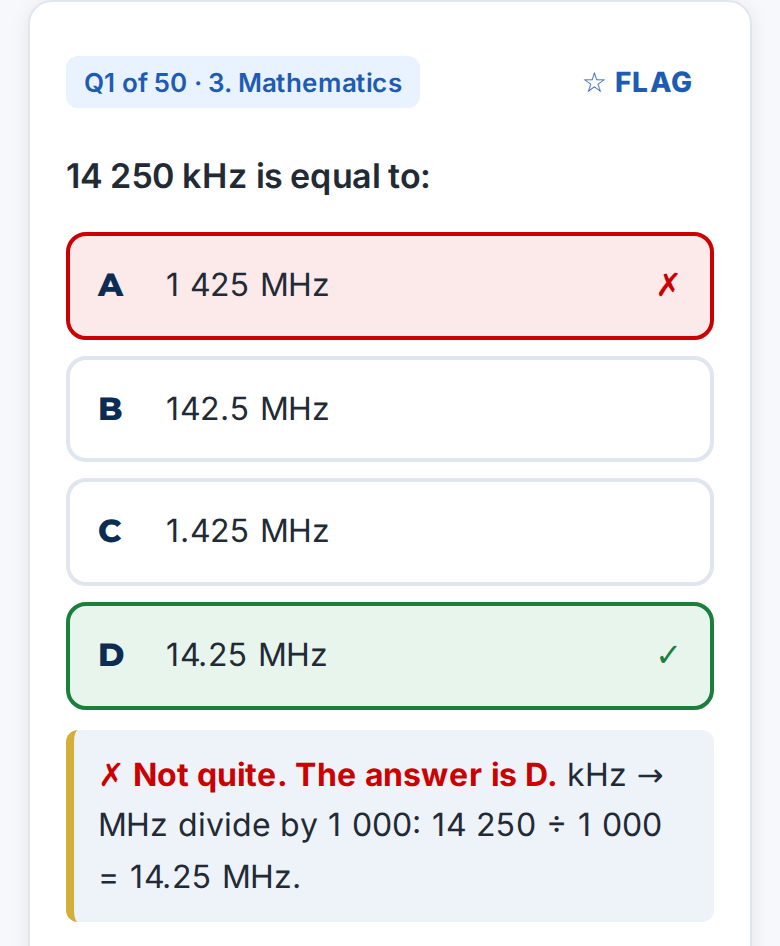 Q1 of 50 · 3. Mathematics
☆ FLAG
14 250 kHz is equal to:
A 1 425 MHz ✗
B 142.5 MHz
C 1.425 MHz
D 14.25 MHz ✓
✗ Not quite. The answer is D. kHz →
MHz divide by 1 000: 14 250 ÷ 1 000
= 14.25 MHz.